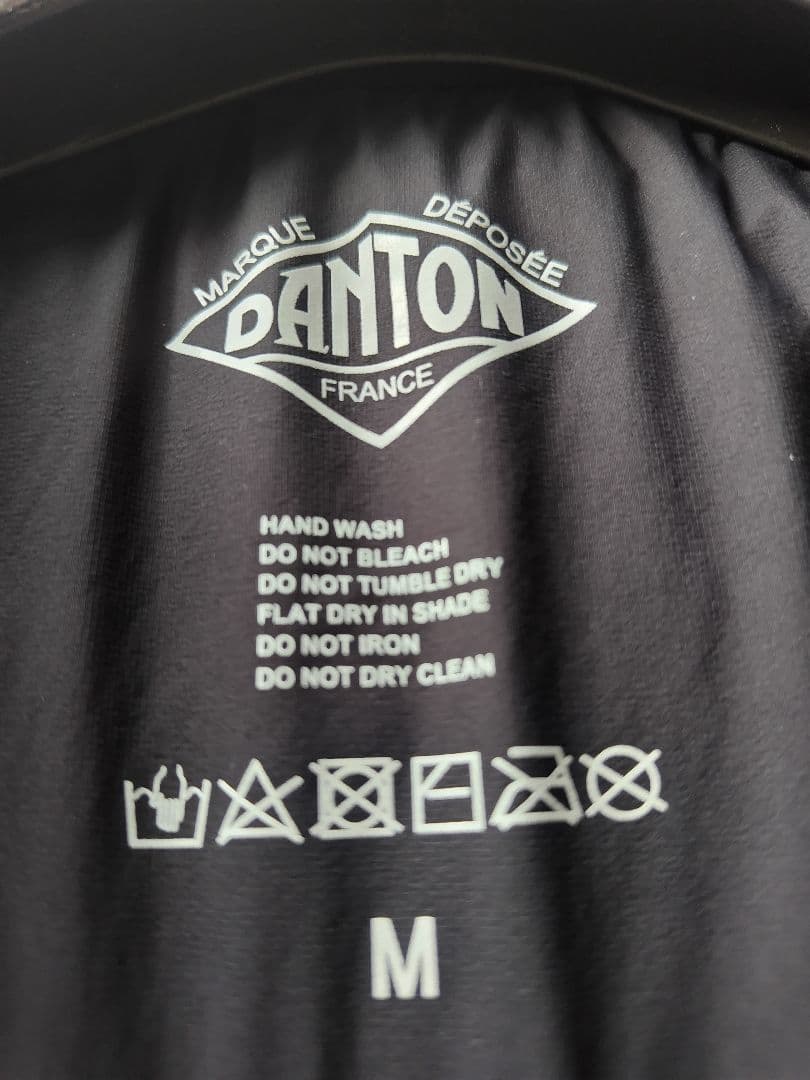 MARQUE DÉPOSÉE
DANTON
FRANCE
HAND WASH
DO NOT BLEACH
DO NOT TUMBLE DRY
FLAT DRY IN SHADE
DO NOT IRON
DO NOT DRY CLEAN
M